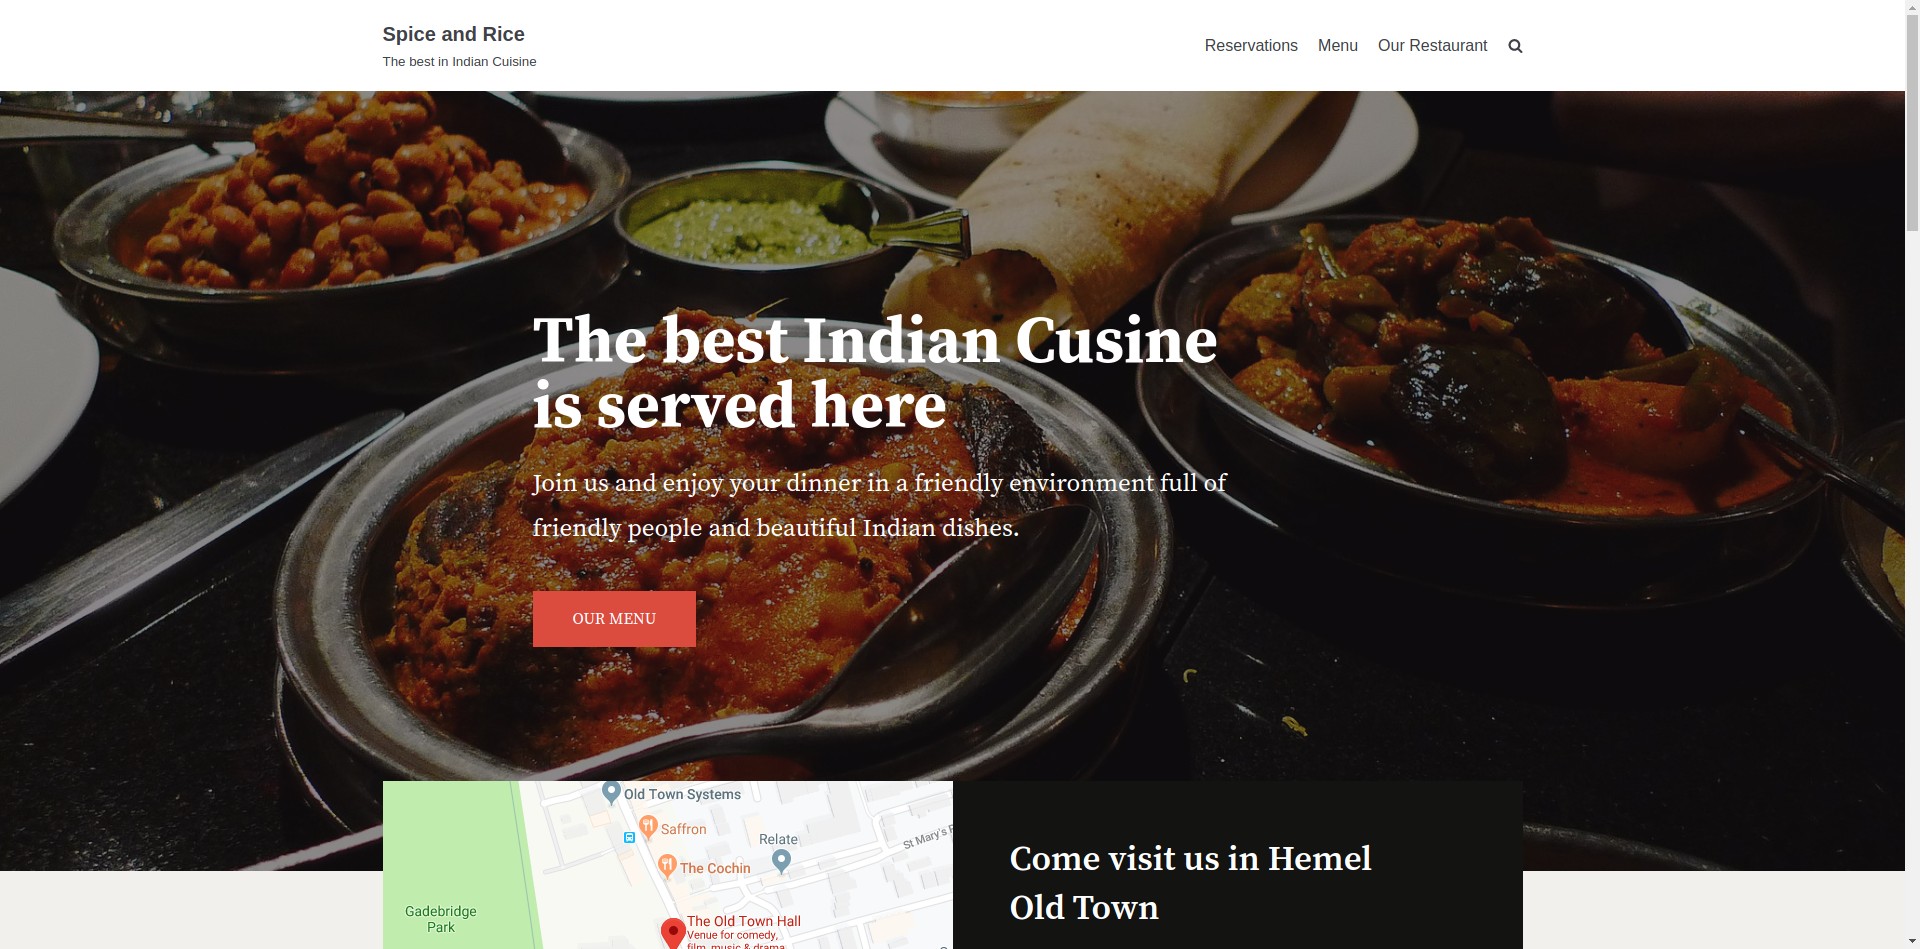 Spice and Rice
The best in Indian Cuisine
Reservations
Menu
Our Restaurant
The best Indian Cusine
is served here
Join us and enjoy your dinner in a friendly environment full of
friendly people and beautiful Indian dishes.
OUR MENU
Old Town Systems
Saffron
Relate
St Mary's
The Cochin
Gadebridge
Park
The Old Town Hall
Venue for comedy,
film, music & drama
Come visit us in Hemel
Old Town